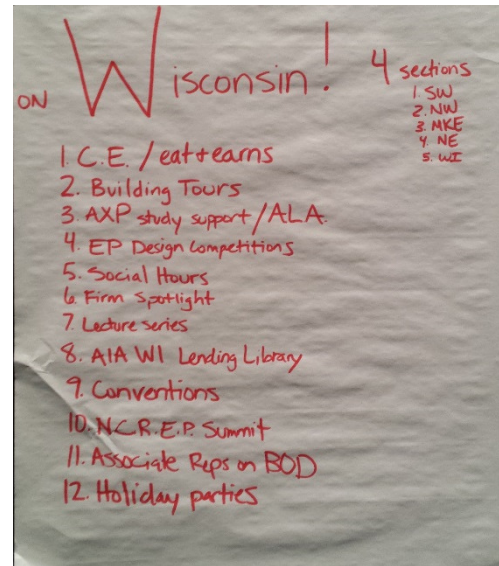 ON Wisconsin!
4 sections
1. SW
2. NW
3. MKE
4. NE
5. WI
1. C.E. / eat + earns
2. Building Tours
3. AXP study support / ALA.
4. EP Design Competitions
5. Social Hours
6. Firm Spotlight
7. Lecture series
8. AIA WI Lending Library
9. Conventions
10. N.C.R.E.P. Summit
11. Associate Reps on BOD
12. Holiday parties